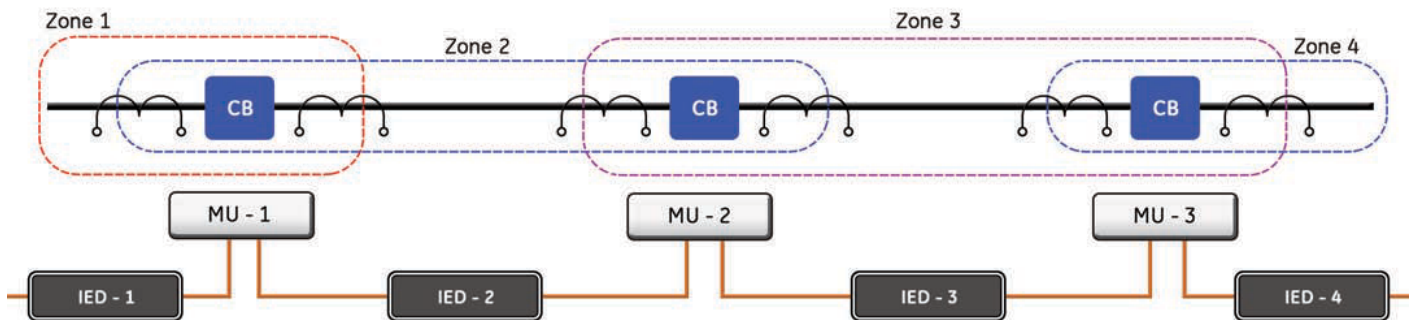 Zone 1
Zone 2
Zone 3
Zone 4
CB
CB
CB
MU - 1
MU - 2
MU - 3
IED - 1
IED - 2
IED - 3
IED - 4